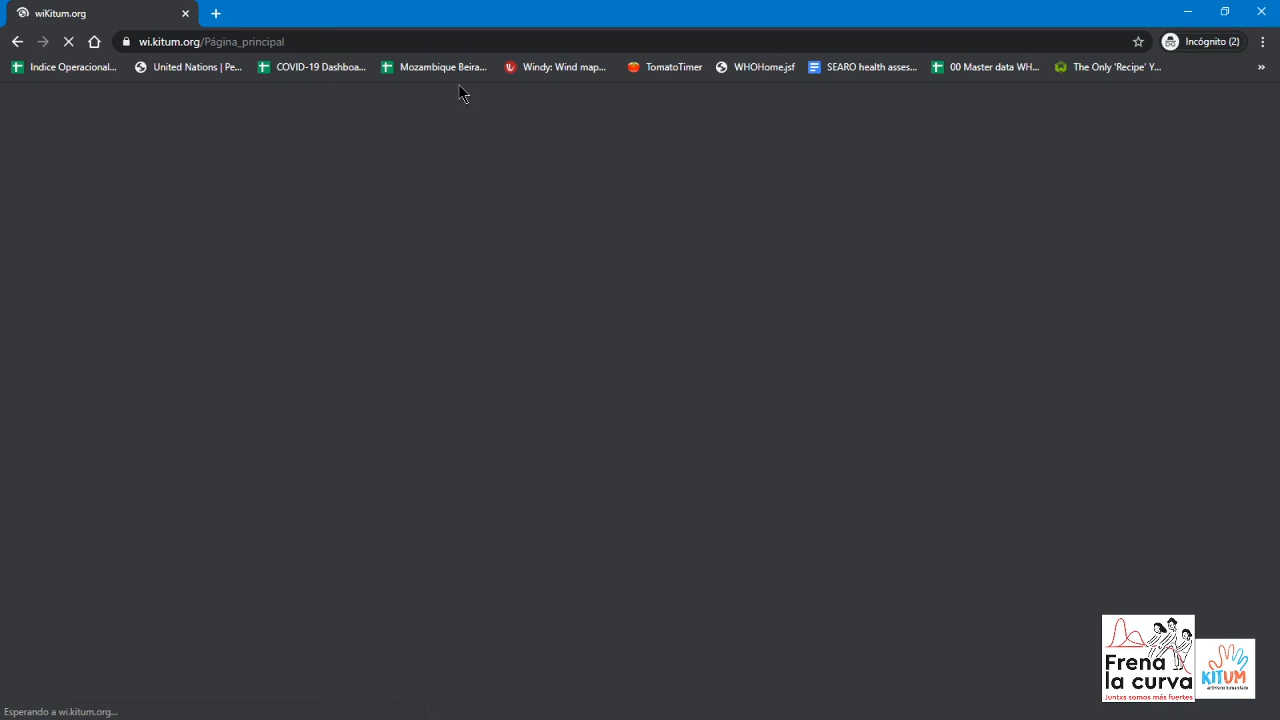 wiKitum.org
wi.kitum.org/Página_principal
Incógnito (2)
Indice Operacional...
United Nations | Pe...
COVID-19 Dashboa...
Mozambique Beira...
Windy: Wind map...
TomatoTimer
WHOHome.jsf
SEARO health asses...
00 Master data WH...
The Only 'Recipe' Y...
Frena
la curva
Juntxs somos más fuertes
KITUM
Esperando a wi.kitum.org...